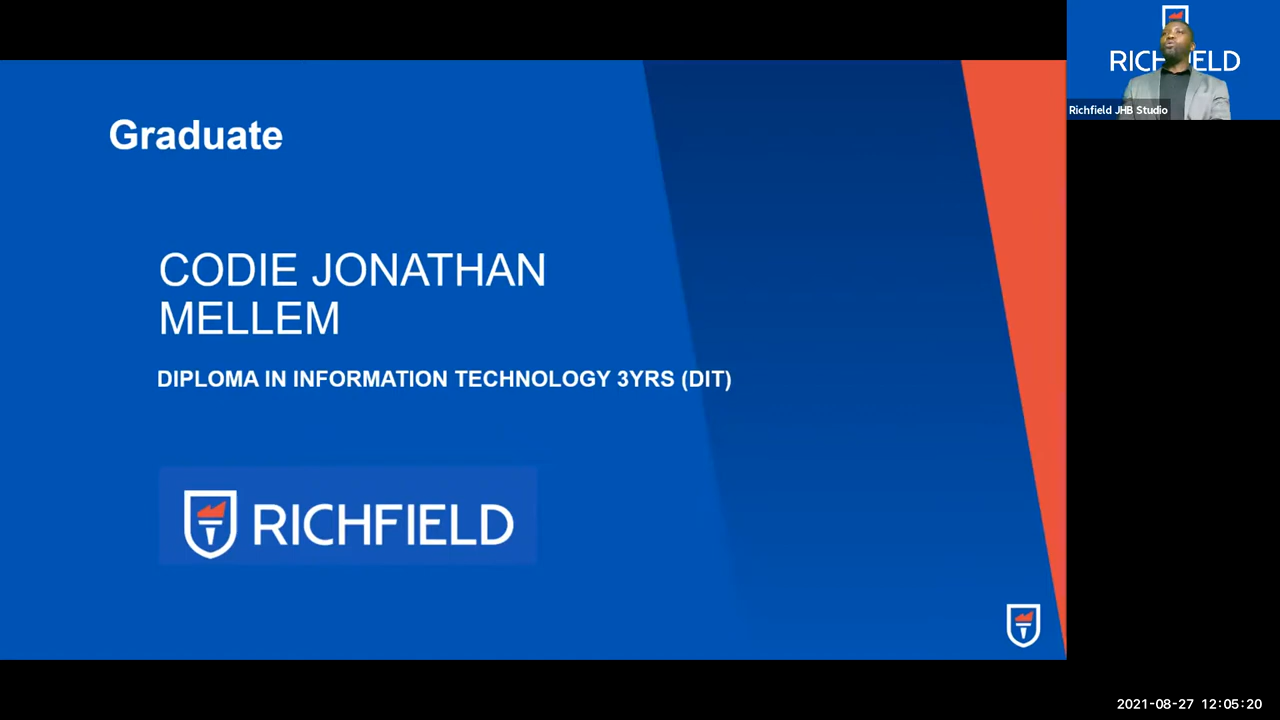 Graduate
CODIE JONATHAN
MELLEM
DIPLOMA IN INFORMATION TECHNOLOGY 3YRS (DIT)
RICHFIELD
Richfield JHB Studio
2021-08-27 12:05:20